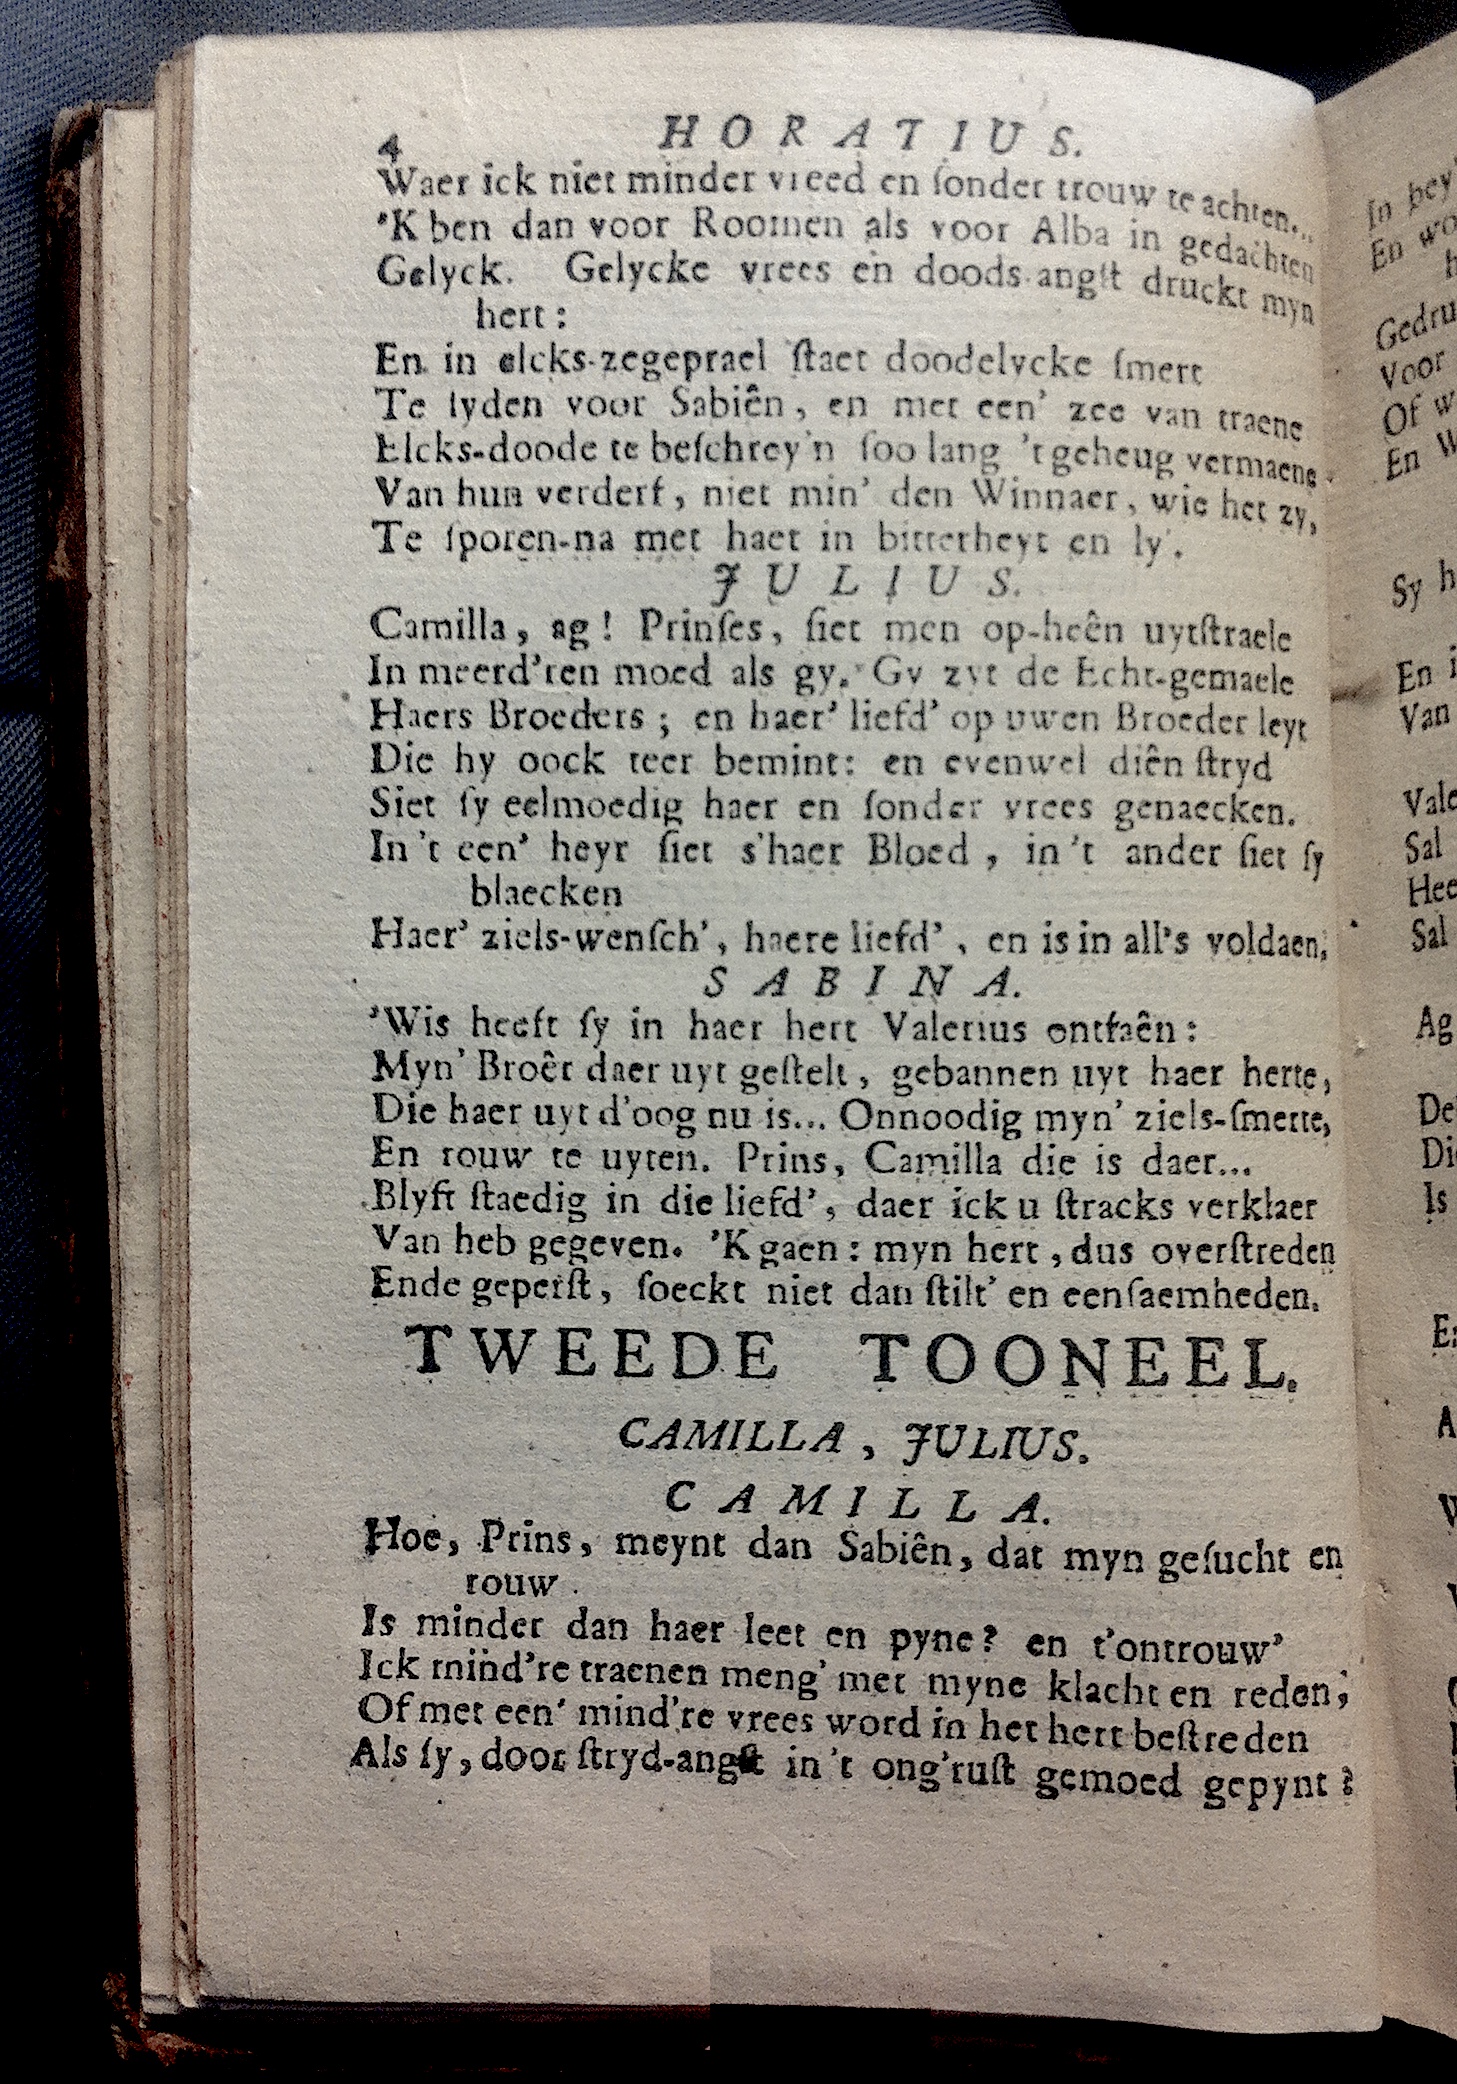 4 HORATIUS.
Waer ick niet minder vreed en ſonder trouw te achten...
'K ben dan voor Roomen als voor Alba in gedachten
Gelyck. Gelycke vrees en doods-angſt druckt myn
hert:
En in elcks-zegeprael ſtaet doodelycke ſmert
Te lyden voor Sabiên, en met een' zee van traene
Elcks-doode te beſchrey'n ſoo lang 't geheug vermaene
Van hun verderf, niet min' den Winnaer, wie het zy,
Te ſporen-na met haet in bitterheyt en ly'.
JULIUS.
Camilla, ag! Prinſes, ſiet men op-heên uytſtraele
In meerd'ren moed als gy. Gy zyt de Echt-gemaele
Haers Broeders; en haer' liefd' op uwen Broeder leyt
Die hy oock teer bemint: en evenwel diên ſtryd
Siet ſy eelmoedig haer en ſonder vrees genaecken.
In 't een' heyr ſiet s'haer Bloed, in 't ander ſiet ſy
blaecken
Haer' ziels-wenſch', haere liefd', en is in all's voldaen,
SABINA.
'Wis heeft ſy in haer hert Valerius ontfaên:
Myn' Broêr daer uyt geſtelt, gebannen uyt haer herte,
Die haer uyt d'oog nu is... Onnoodig myn' ziels-ſmerte,
En rouw te uyten. Prins, Camilla die is daer...
Blyft ſtaedig in die liefd', daer ick u ſtracks verklaer
Van heb gegeven. 'K gaen: myn hert, dus overſtreden
Ende geperſt, ſoeckt niet dan ſtilt' en eenſaemheden.
TWEEDE TOONEEL.
CAMILLA, JULIUS.
CAMILLA.
Hoe, Prins, meynt dan Sabiên, dat myn geſucht en
rouw
Is minder dan haer leet en pyne? en t'ontrouw'
Ick mind're traenen meng' met myne klacht en reden;
Of met een' mind're vrees word in het hert beſtreden
Als ſy, door ſtryd-angſt in 't ong'ruſt gemoed gepynt?